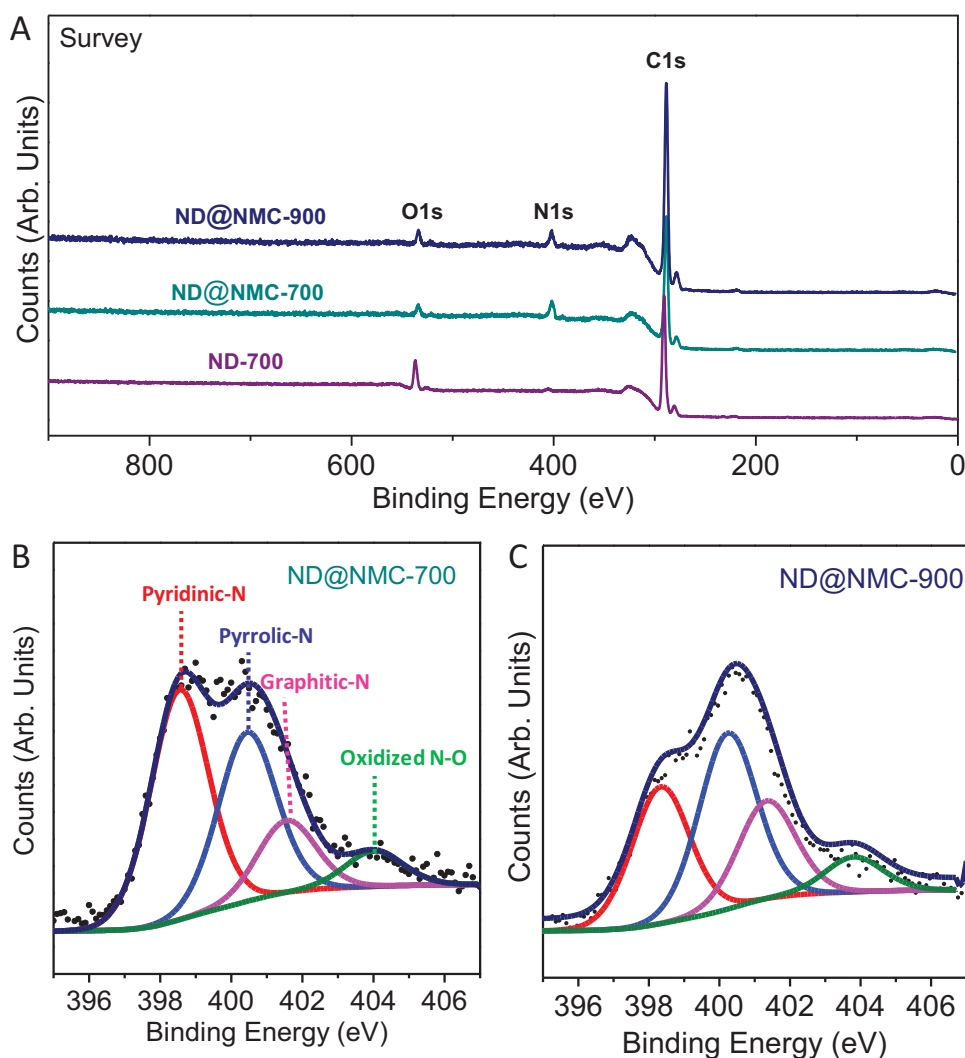 A
Survey
C1s
O1s
N1s
ND@NMC-900
ND@NMC-700
ND-700
Counts (Arb. Units)
800 600 400 200 0
Binding Energy (eV)
B
ND@NMC-700
Pyridinic-N
Pyrrolic-N
Graphitic-N
Oxidized N-O
Counts (Arb. Units)
396 398 400 402 404 406
Binding Energy (eV)
C
ND@NMC-900
Counts (Arb. Units)
396 398 400 402 404 406
Binding Energy (eV)